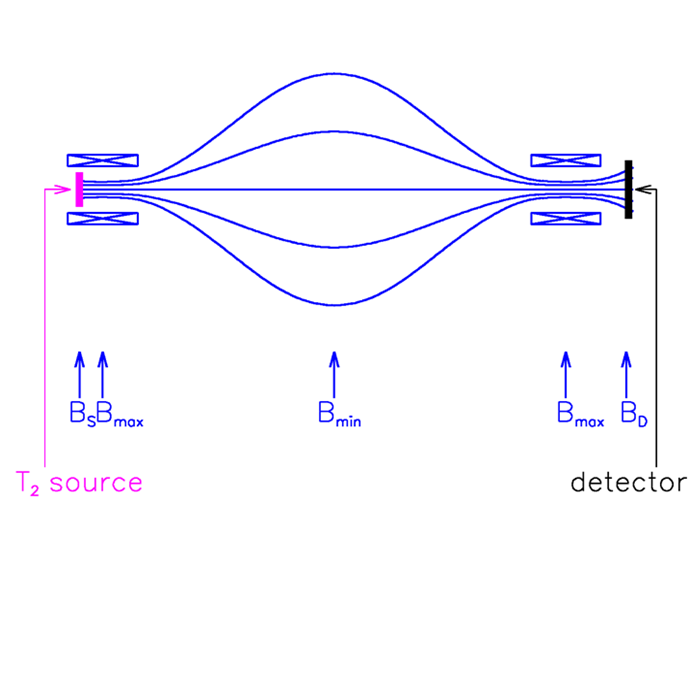 B_S B_max B_min B_max B_D
T_2 source detector